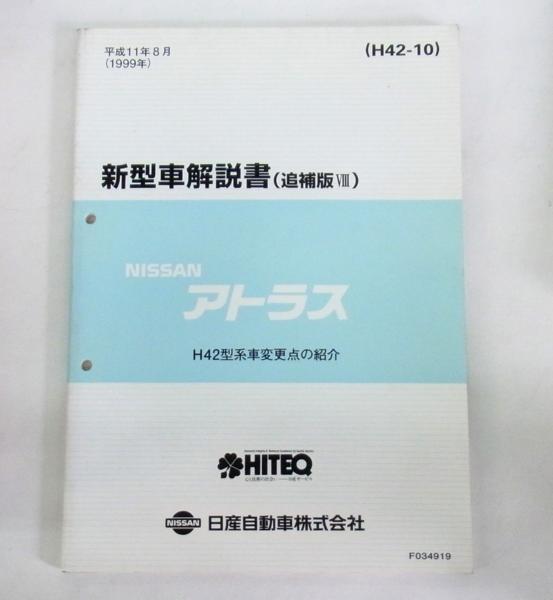 平成11年8月
(1999年)
(H42-10)
新型車解説書(追補版Ⅷ)
NISSAN
アトラス
H42型系車変更点の紹介
HITEQ
NISSAN 日産自動車株式会社
F034919